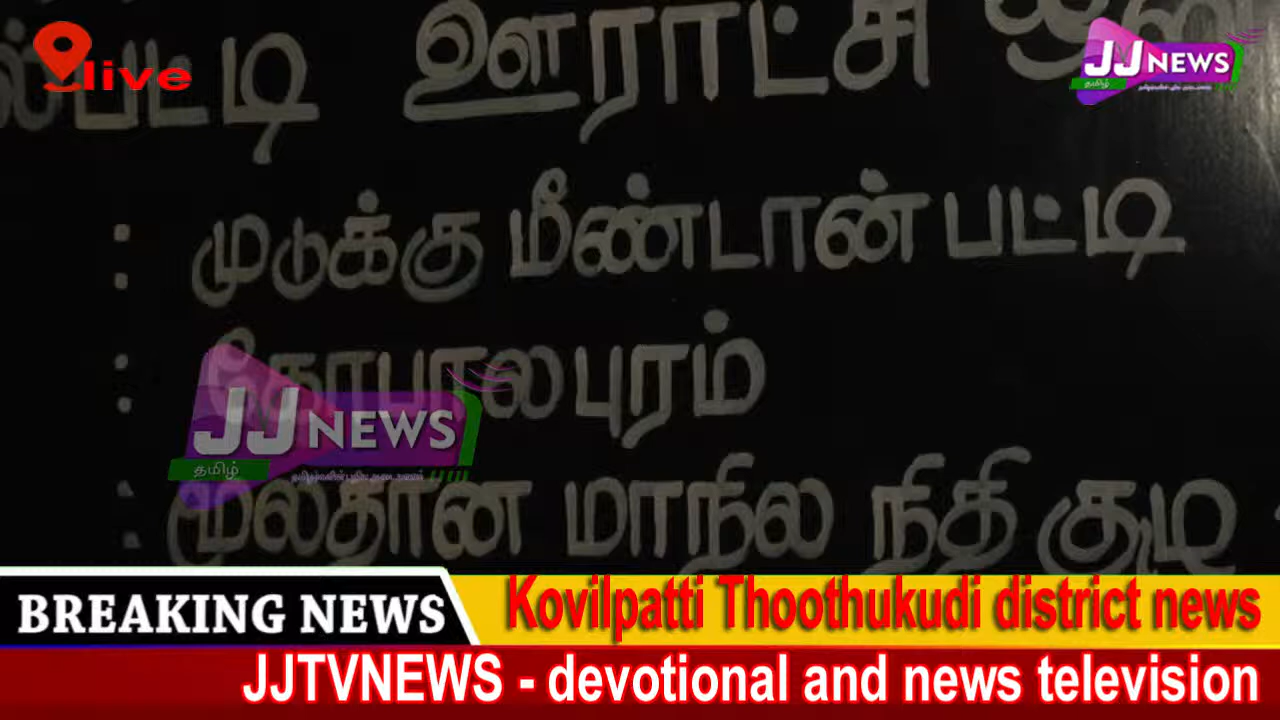 live
பட்டி ஊராட்சி
JJ NEWS
தமிழ்
: முடுக்கு மீண்டான் பட்டி
: கோபாலபுரம்
JJ NEWS
தமிழ்
: மூலதான மாநில நிதி குழு
BREAKING NEWS
Kovilpatti Thoothukudi district news
JJTVNEWS - devotional and news television